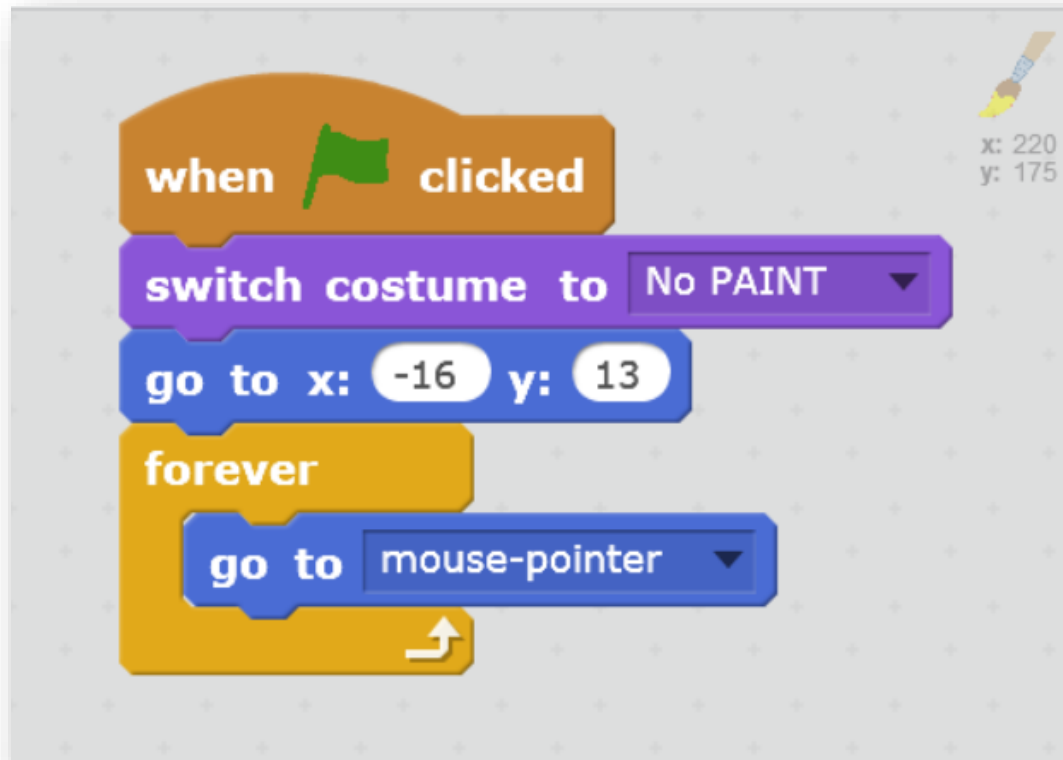 when clicked
x: 220
y: 175
switch costume to No PAINT
go to x: -16 y: 13
forever
go to mouse-pointer